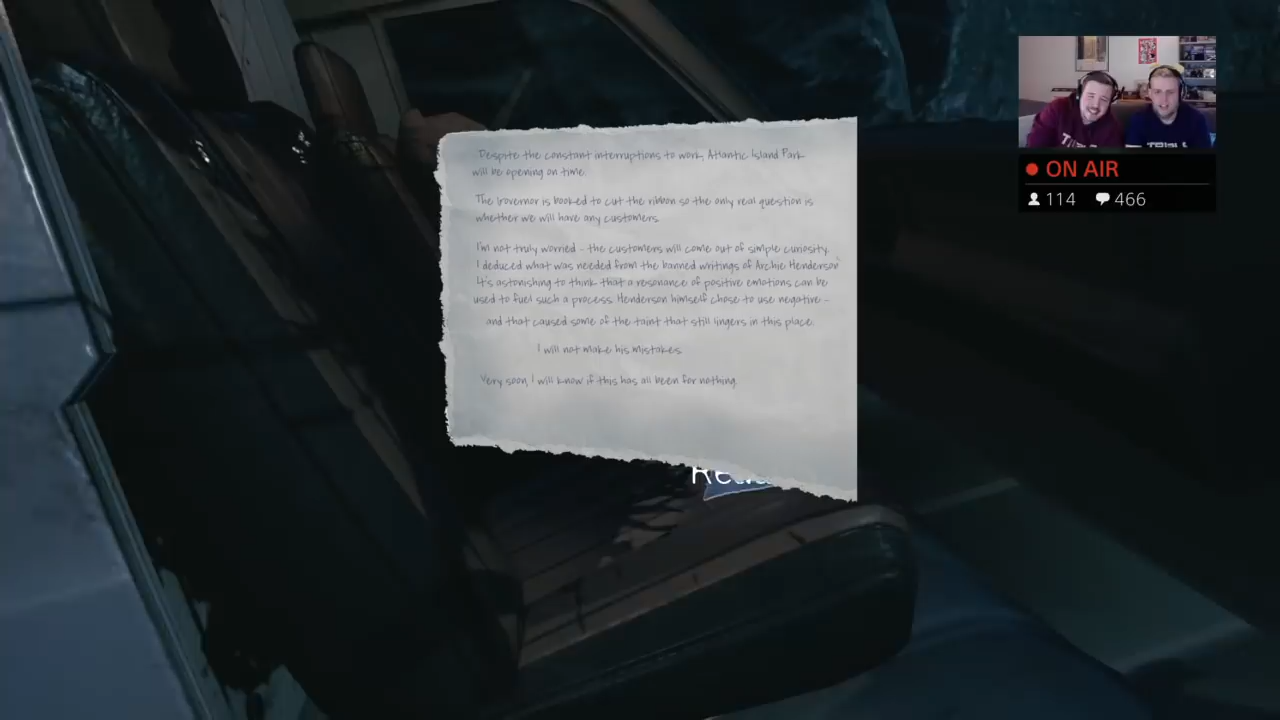 Despite the constant interruptions to work, Atlantic Island Park
will be opening on time.
The Governor is booked to cut the ribbon so the only real question is
whether we will have any customers.
I'm not truly worried - the customers will come out of simple curiosity.
I deduced what was needed from the banned writings of Archie Henderson.
It's astonishing to think that a resonance of positive emotions can be
used to fuel such a process. Henderson himself chose to use negative -
and that caused some of the taint that still lingers in this place.
I will not make his mistakes.
Very soon, I will know if this has all been for nothing.
ON AIR
114 466